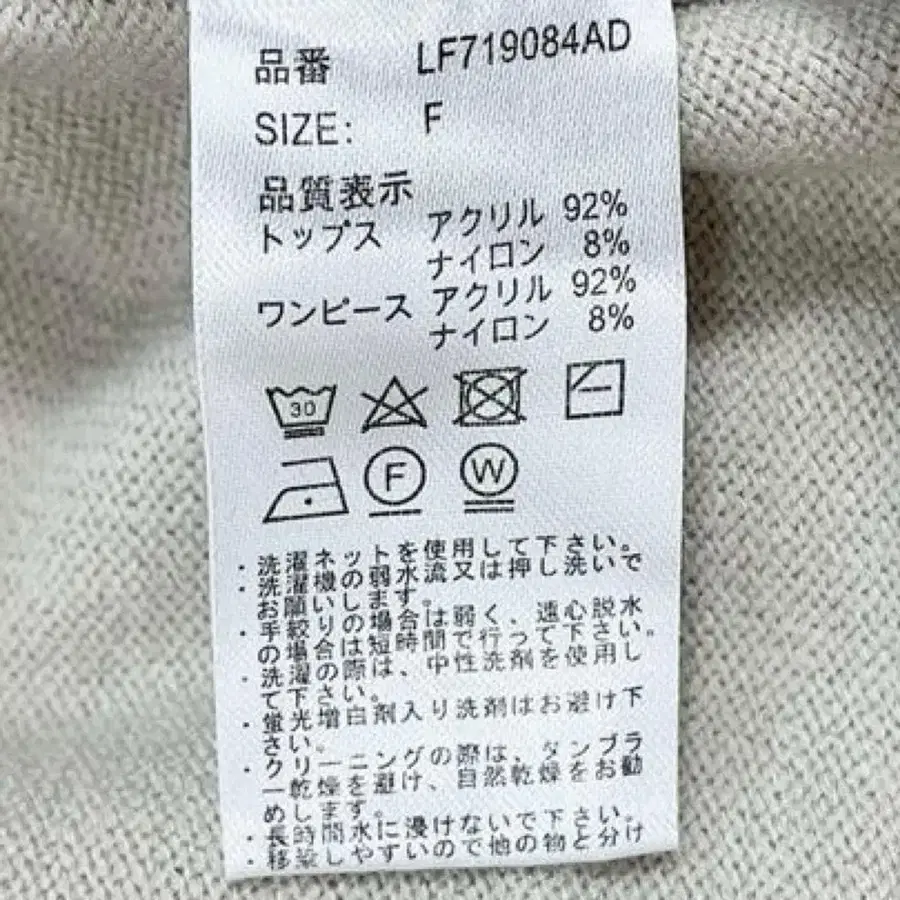 品番 LF719084AD
SIZE: F
品質表示
トップス アクリル 92%
ナイロン 8%
ワンピース アクリル 92%
ナイロン 8%
30
F W
・洗濯ネットを使用して下さい。
・洗濯機の弱水流又は押し洗いで
お願いします。
・手絞りの場合は弱く、遠心脱水
の場合は短時間で行って下さい。
・洗濯の際は、中性洗剤を使用し
て下さい。
・蛍光増白剤入り洗剤はお避け下
さい。
・クリーニングの際は、タンブラ
ー乾燥を避け、自然乾燥をお勧
めします。
・長時間水に浸けないで下さい。
・移染しやすいので他の物と分け